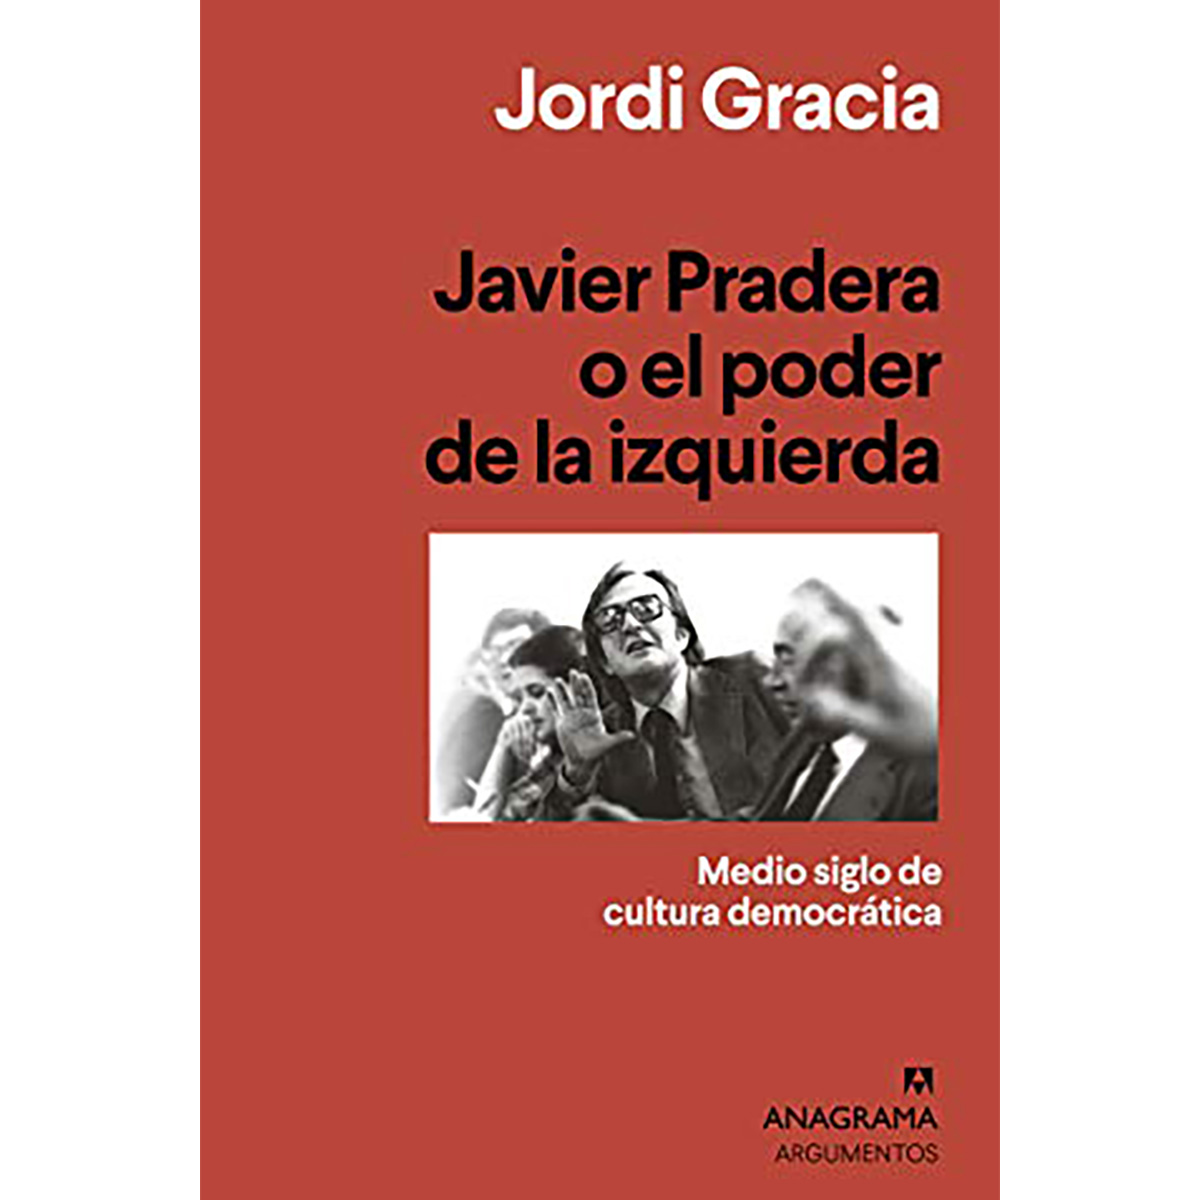 Jordi Gracia
Javier Pradera
o el poder
de la izquierda
Medio siglo de
cultura democrática
ANAGRAMA
ARGUMENTOS